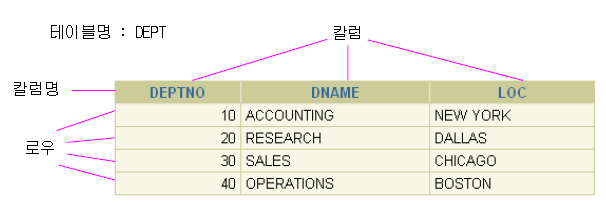 테이블명 : DEPT
칼럼
칼럼명
DEPTNO DNAME LOC
10 ACCOUNTING NEW YORK
20 RESEARCH DALLAS
로우
30 SALES CHICAGO
40 OPERATIONS BOSTON